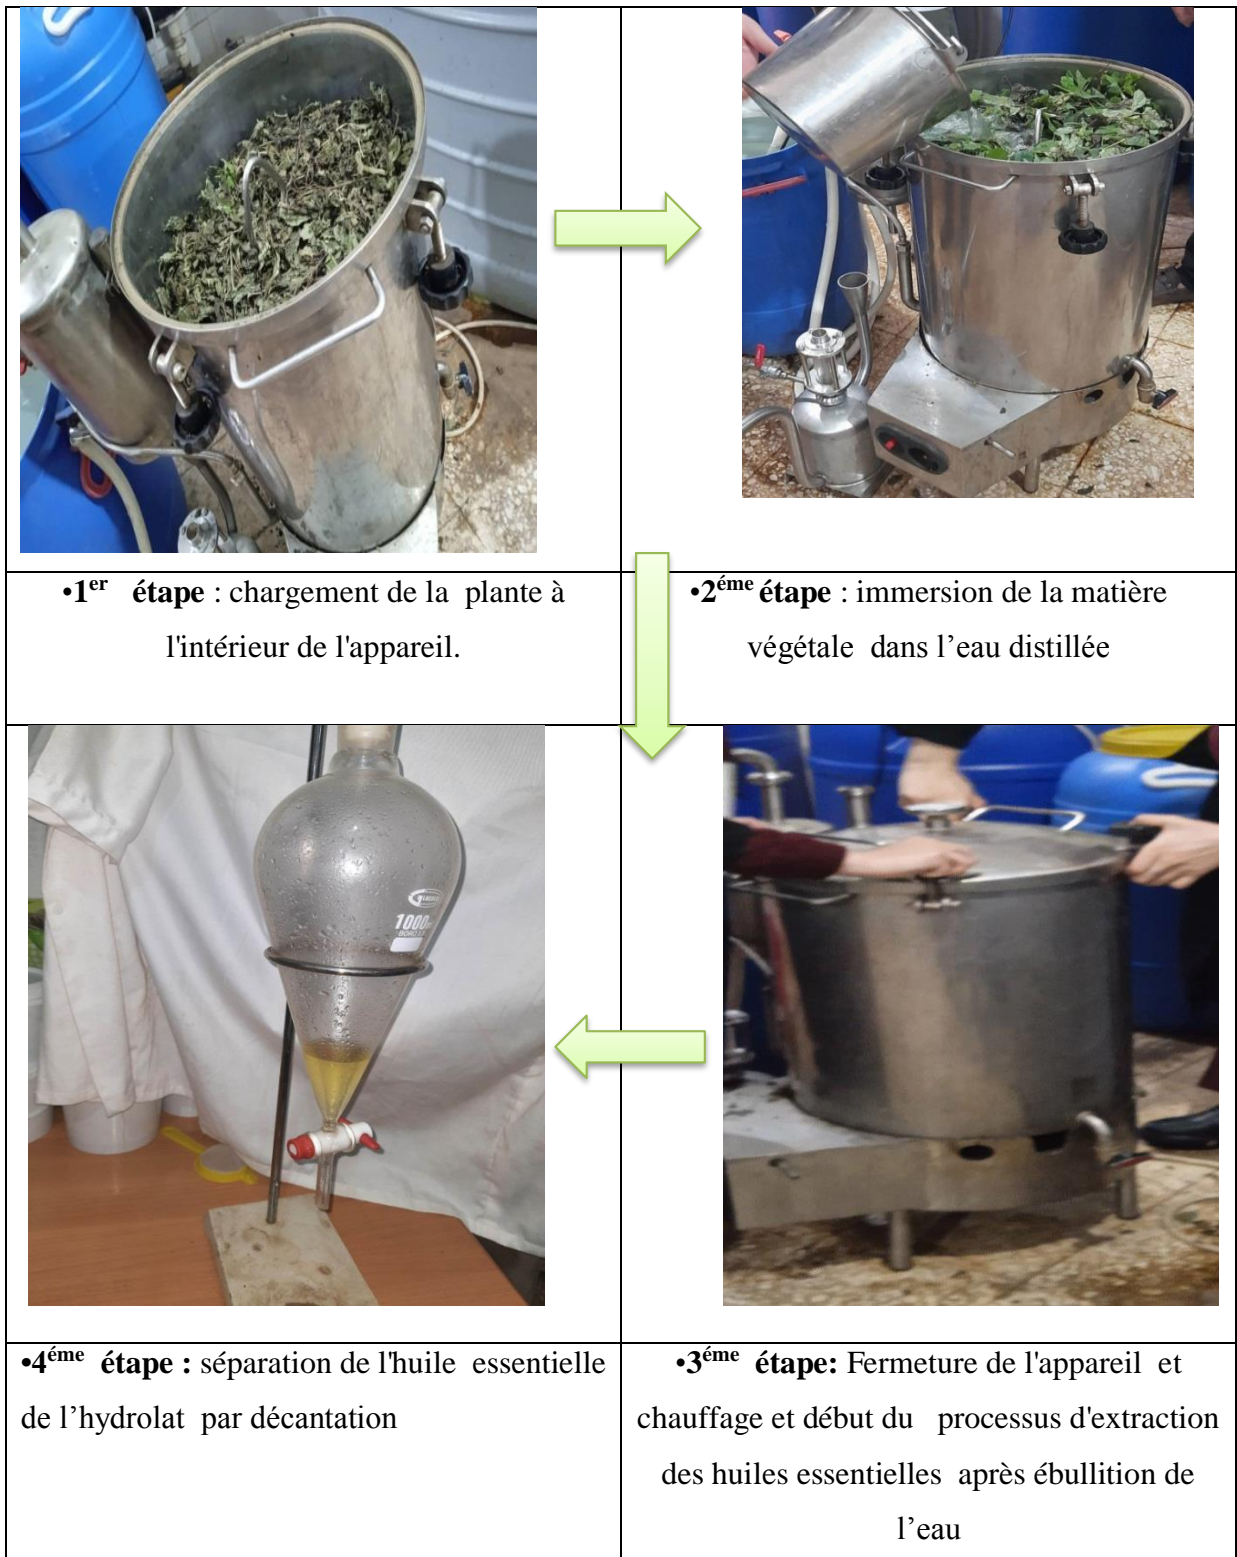 •1er étape : chargement de la plante à
l'intérieur de l'appareil.
•2éme étape : immersion de la matière
végétale dans l’eau distillée
1000
•4éme étape : séparation de l'huile essentielle
de l’hydrolat par décantation
•3éme étape: Fermeture de l'appareil et
chauffage et début du processus d'extraction
des huiles essentielles après ébullition de
l’eau